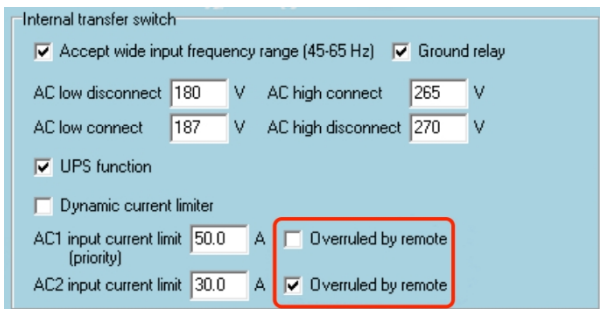 Internal transfer switch
Accept wide input frequency range (45-65 Hz) Ground relay
AC low disconnect 180 V AC high connect 265 V
AC low connect 187 V AC high disconnect 270 V
UPS function
Dynamic current limiter
AC1 input current limit 50.0 A Overruled by remote
(priority)
AC2 input current limit 30.0 A Overruled by remote